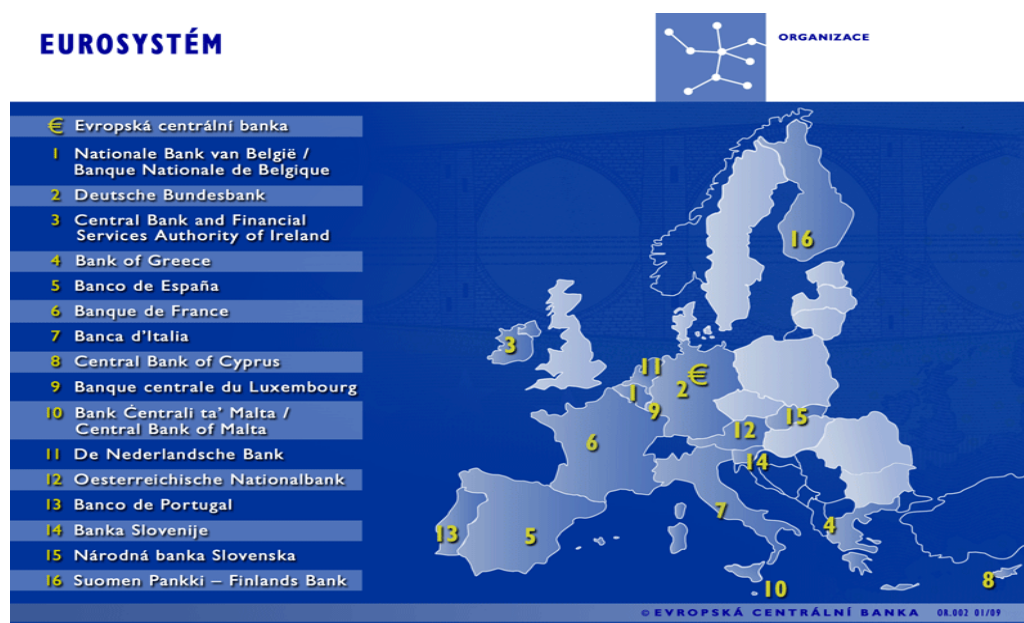 EUROSYSTÉM
ORGANIZACE
€ Evropská centrální banka
1 Nationale Bank van België /
Banque Nationale de Belgique
2 Deutsche Bundesbank
3 Central Bank and Financial
Services Authority of Ireland
4 Bank of Greece
5 Banco de España
6 Banque de France
7 Banca d'Italia
8 Central Bank of Cyprus
9 Banque centrale du Luxembourg
10 Bank Ċentrali ta' Malta /
Central Bank of Malta
11 De Nederlandsche Bank
12 Oesterreichische Nationalbank
13 Banco de Portugal
14 Banka Slovenije
15 Národná banka Slovenska
16 Suomen Pankki – Finlands Bank
16
3
11
€
1
2
9
15
12
6
14
7
4
13
5
10
8
© EVROPSKÁ CENTRÁLNÍ BANKA OR.002 01/09